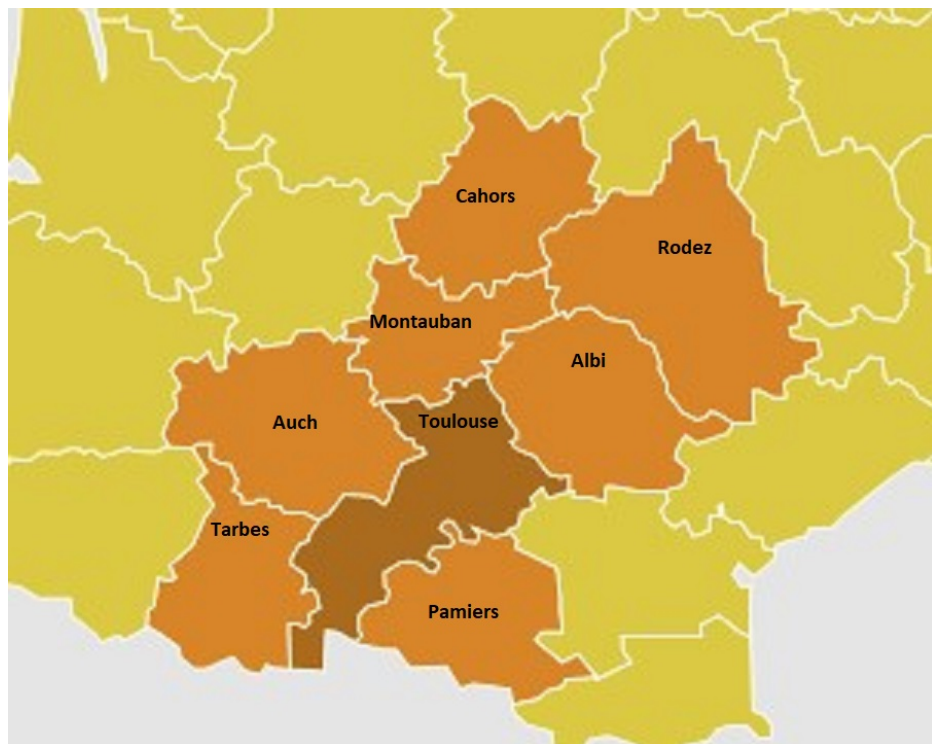 Cahors
Rodez
Montauban
Albi
Auch
Toulouse
Tarbes
Pamiers